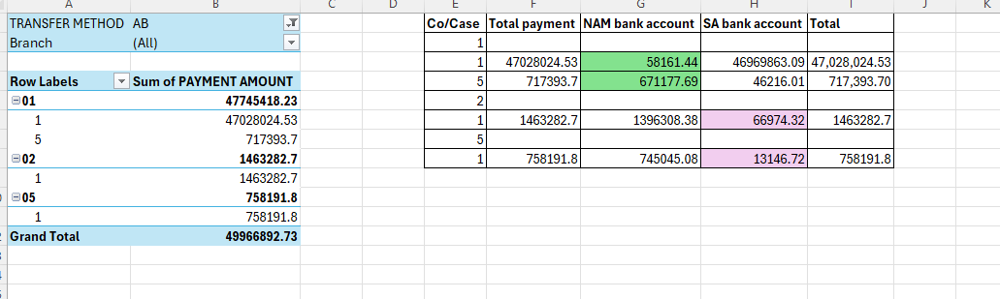 A B C D E F G H I J K
TRANSFER METHOD AB Co/Case Total payment NAM bank account SA bank account Total
Branch (All) 1
1 47028024.53 58161.44 46969863.09 47,028,024.53
Row Labels Sum of PAYMENT AMOUNT 5 717393.7 671177.69 46216.01 717,393.70
01 47745418.23 2
1 47028024.53 1 1463282.7 1396308.38 66974.32 1463282.7
5 717393.7 5
02 1463282.7 1 758191.8 745045.08 13146.72 758191.8
1 1463282.7
05 758191.8
1 758191.8
Grand Total 49966892.73